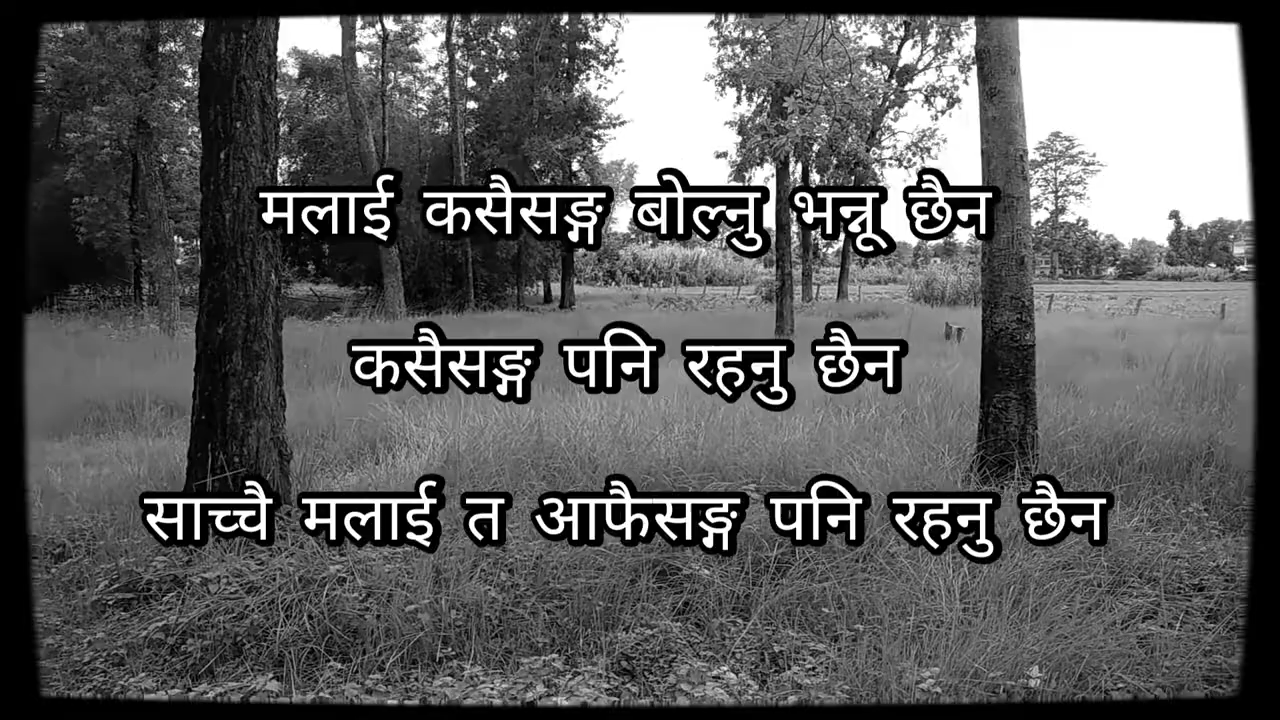 मलाई कसैसङ्ग बोल्नु भन्नू छैन
कसैसङ्ग पनि रहनु छैन
साच्चै मलाई त आफैसङ्ग पनि रहनु छैन